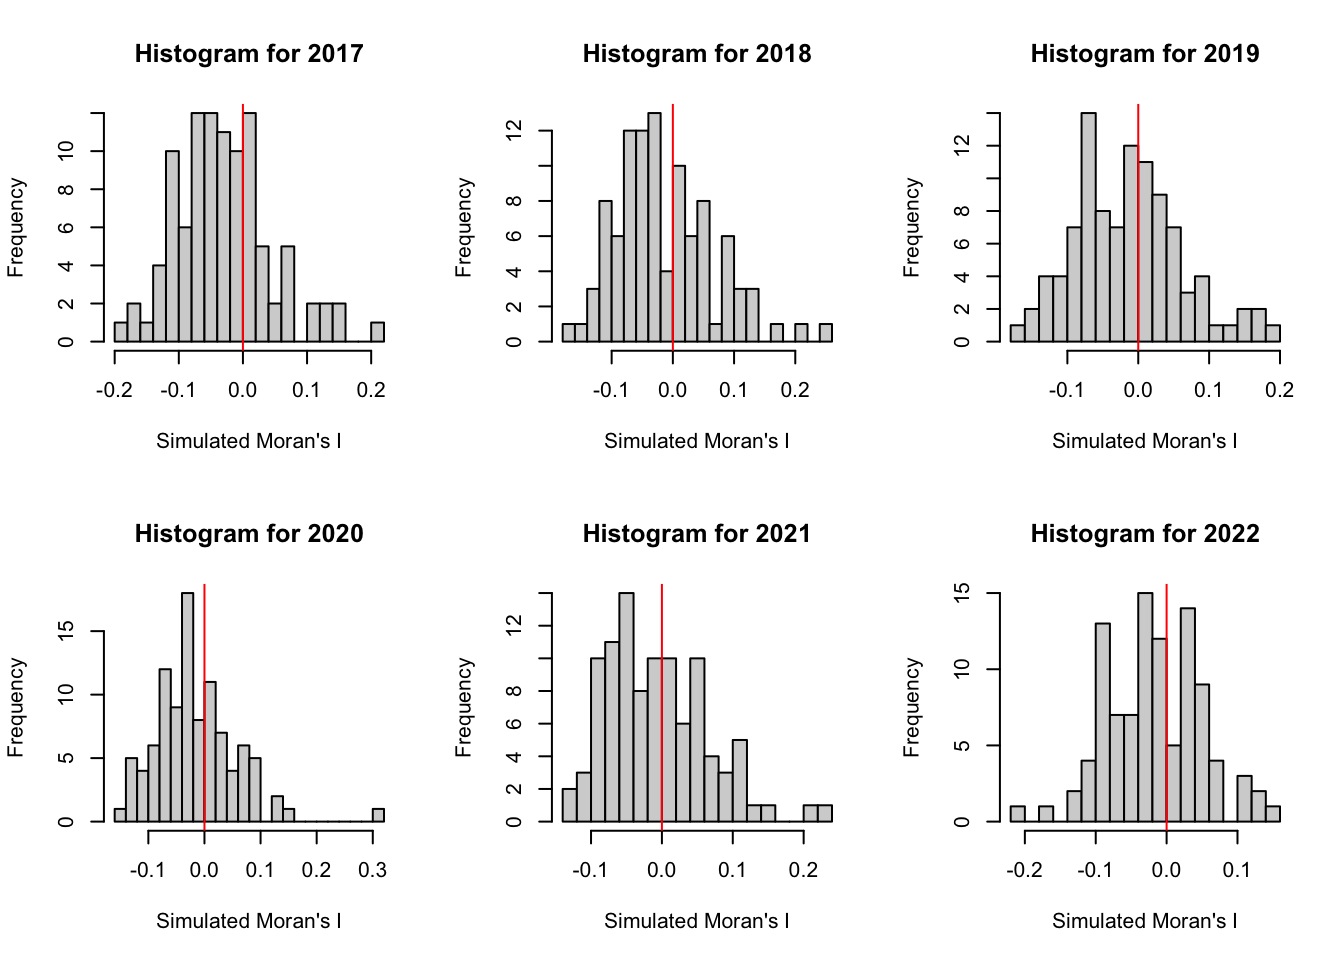 Histogram for 2017
Frequency
0 2 4 6 8 10
-0.2 -0.1 0.0 0.1 0.2
Simulated Moran's I
Histogram for 2018
Frequency
0 2 4 6 8 12
-0.1 0.0 0.1 0.2
Simulated Moran's I
Histogram for 2019
Frequency
0 2 4 6 8 12
-0.1 0.0 0.1 0.2
Simulated Moran's I
Histogram for 2020
Frequency
0 5 10 15
-0.1 0.0 0.1 0.2 0.3
Simulated Moran's I
Histogram for 2021
Frequency
0 2 4 6 8 12
-0.1 0.0 0.1 0.2
Simulated Moran's I
Histogram for 2022
Frequency
0 5 10 15
-0.2 -0.1 0.0 0.1
Simulated Moran's I